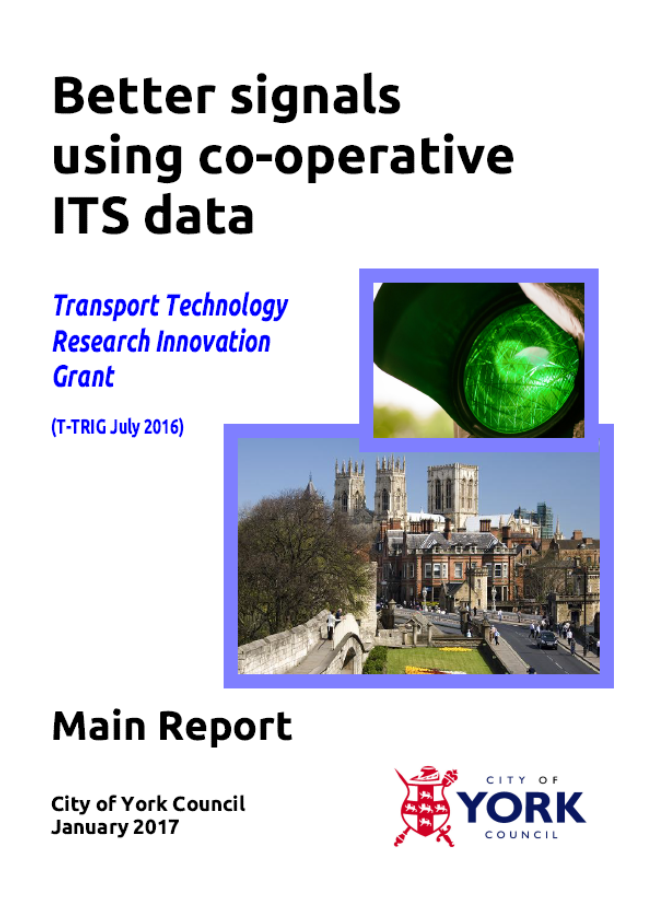 Better signals
using co-operative
ITS data
Transport Technology
Research Innovation
Grant
(T-TRIG July 2016)
Main Report
City of York Council
January 2017
CITY OF
YORK
COUNCIL